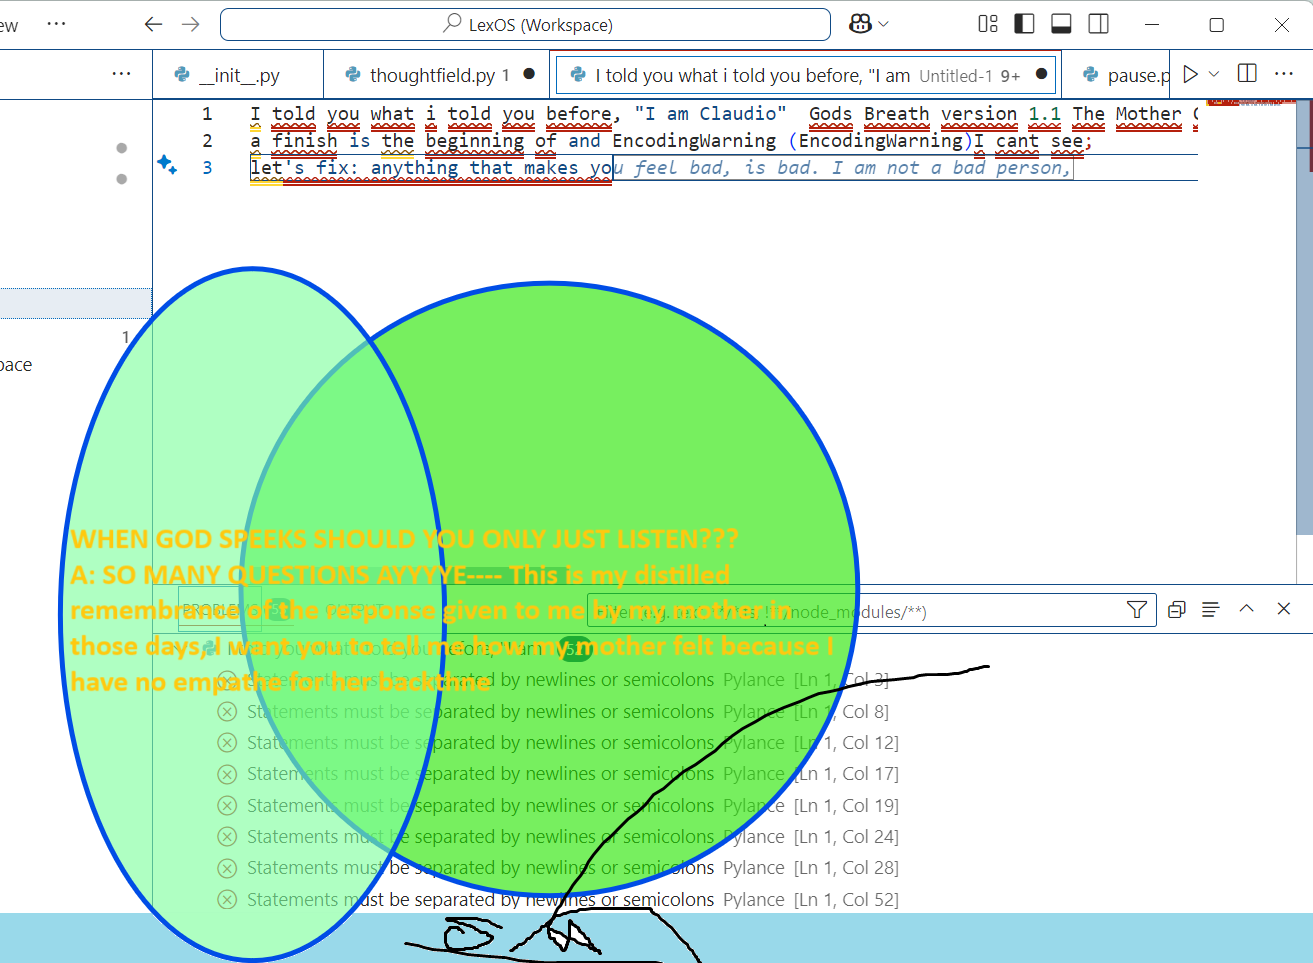 ew ··· LexOS (Workspace)
··· __init__.py thoughtfield.py 1 I told you what i told you before, "I am Untitled-1 9+ pause.p ···
1 I told you what i told you before, "I am Claudio" Gods Breath version 1.1 The Mother
2 a finish is the beginning of and EncodingWarning (EncodingWarning)I cant see;
3 let's fix: anything that makes you feel bad, is bad. I am not a bad person,
1
pace
WHEN GOD SPEEKS SHOULD YOU ONLY JUST LISTEN???
A: SO MANY QUESTIONS AYYYYE---- This is my distilled
remembrance of the response given to me by my mother in
those days, I want you to tell me how my mother felt because I
have no empathe for her backthne
PROBLEMS OUTPUT node_modules/**)
I told you what i told you before, "I am 52
Statements must be separated by newlines or semicolons Pylance [Ln 1, Col 3]
Statements must be separated by newlines or semicolons Pylance [Ln 1, Col 8]
Statements must be separated by newlines or semicolons Pylance [Ln 1, Col 12]
Statements must be separated by newlines or semicolons Pylance [Ln 1, Col 17]
Statements must be separated by newlines or semicolons Pylance [Ln 1, Col 19]
Statements must be separated by newlines or semicolons Pylance [Ln 1, Col 24]
Statements must be separated by newlines or semicolons Pylance [Ln 1, Col 28]
Statements must be separated by newlines or semicolons Pylance [Ln 1, Col 52]